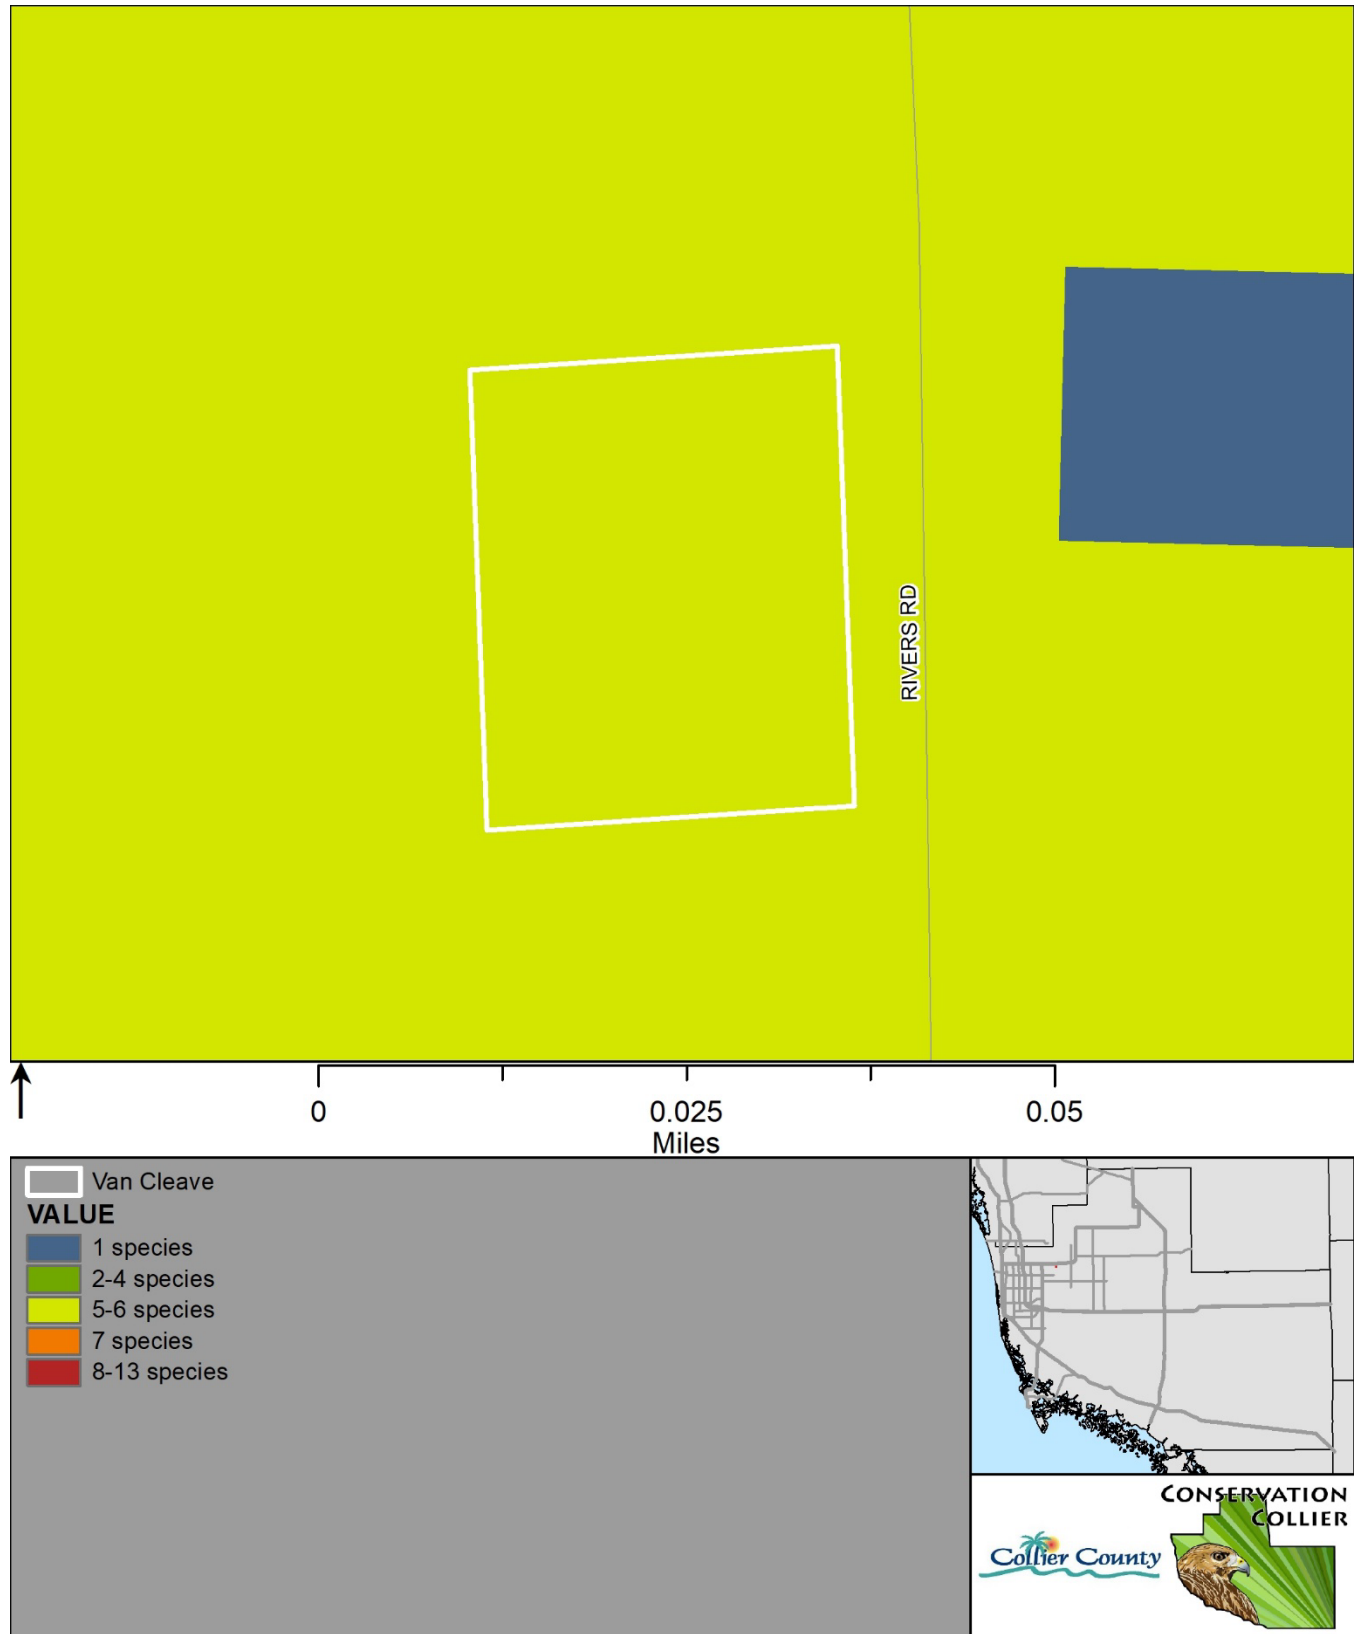 RIVERS RD
0
0.025
0.05
Miles
Van Cleave
VALUE
1 species
2-4 species
5-6 species
7 species
8-13 species
CONSERVATION
COLLIER
Collier County